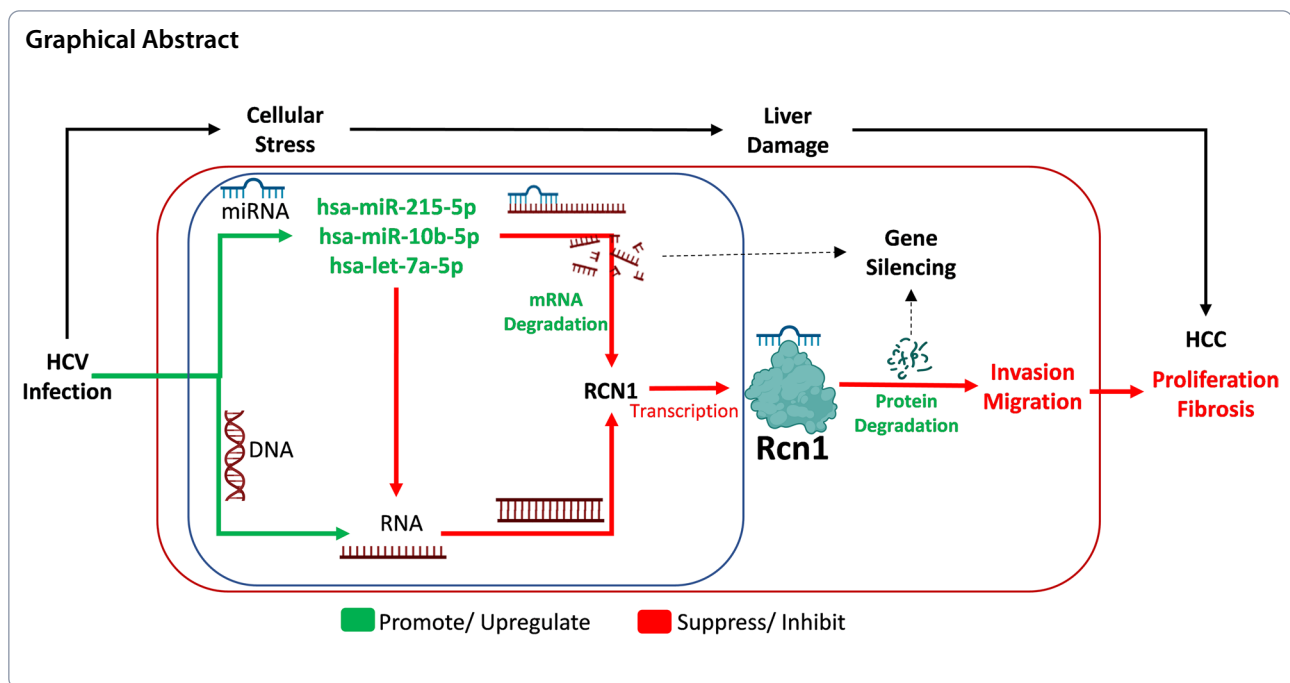 Graphical Abstract
Cellular
Stress
Liver
Damage
miRNA
hsa-miR-215-5p
hsa-miR-10b-5p
hsa-let-7a-5p
mRNA
Degradation
Gene
Silencing
HCV
Infection
HCC
Proliferation
Fibrosis
RCN1
Transcription
Rcn1
Protein
Degradation
Invasion
Migration
DNA
RNA
Promote/ Upregulate
Suppress/ Inhibit